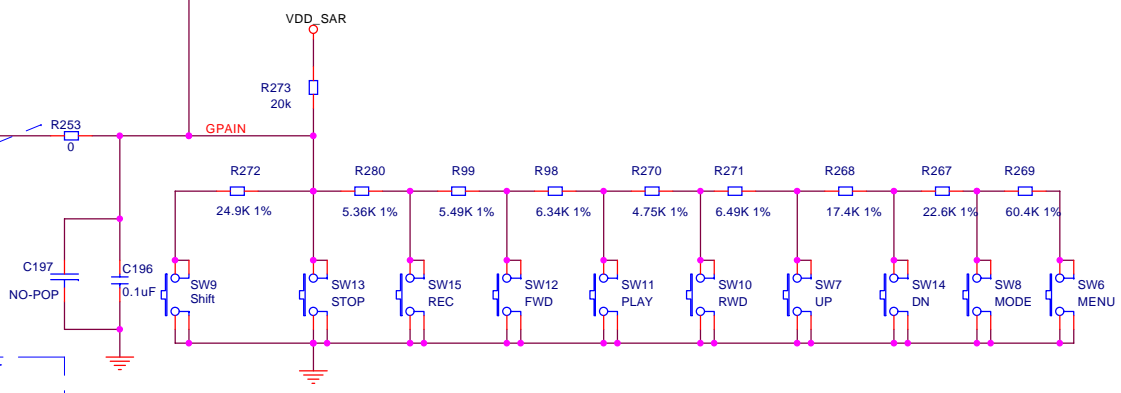 VDD_SAR
R273
20k
R253
0
GPAIN
R272
R280
R99
R98
R270
R271
R268
R267
R269
24.9K 1%
5.36K 1%
5.49K 1%
6.34K 1%
4.75K 1%
6.49K 1%
17.4K 1%
22.6K 1%
60.4K 1%
C197
NO-POP
C196
0.1uF
SW9
Shift
SW13
STOP
SW15
REC
SW12
FWD
SW11
PLAY
SW10
RWD
SW7
UP
SW14
DN
SW8
MODE
SW6
MENU